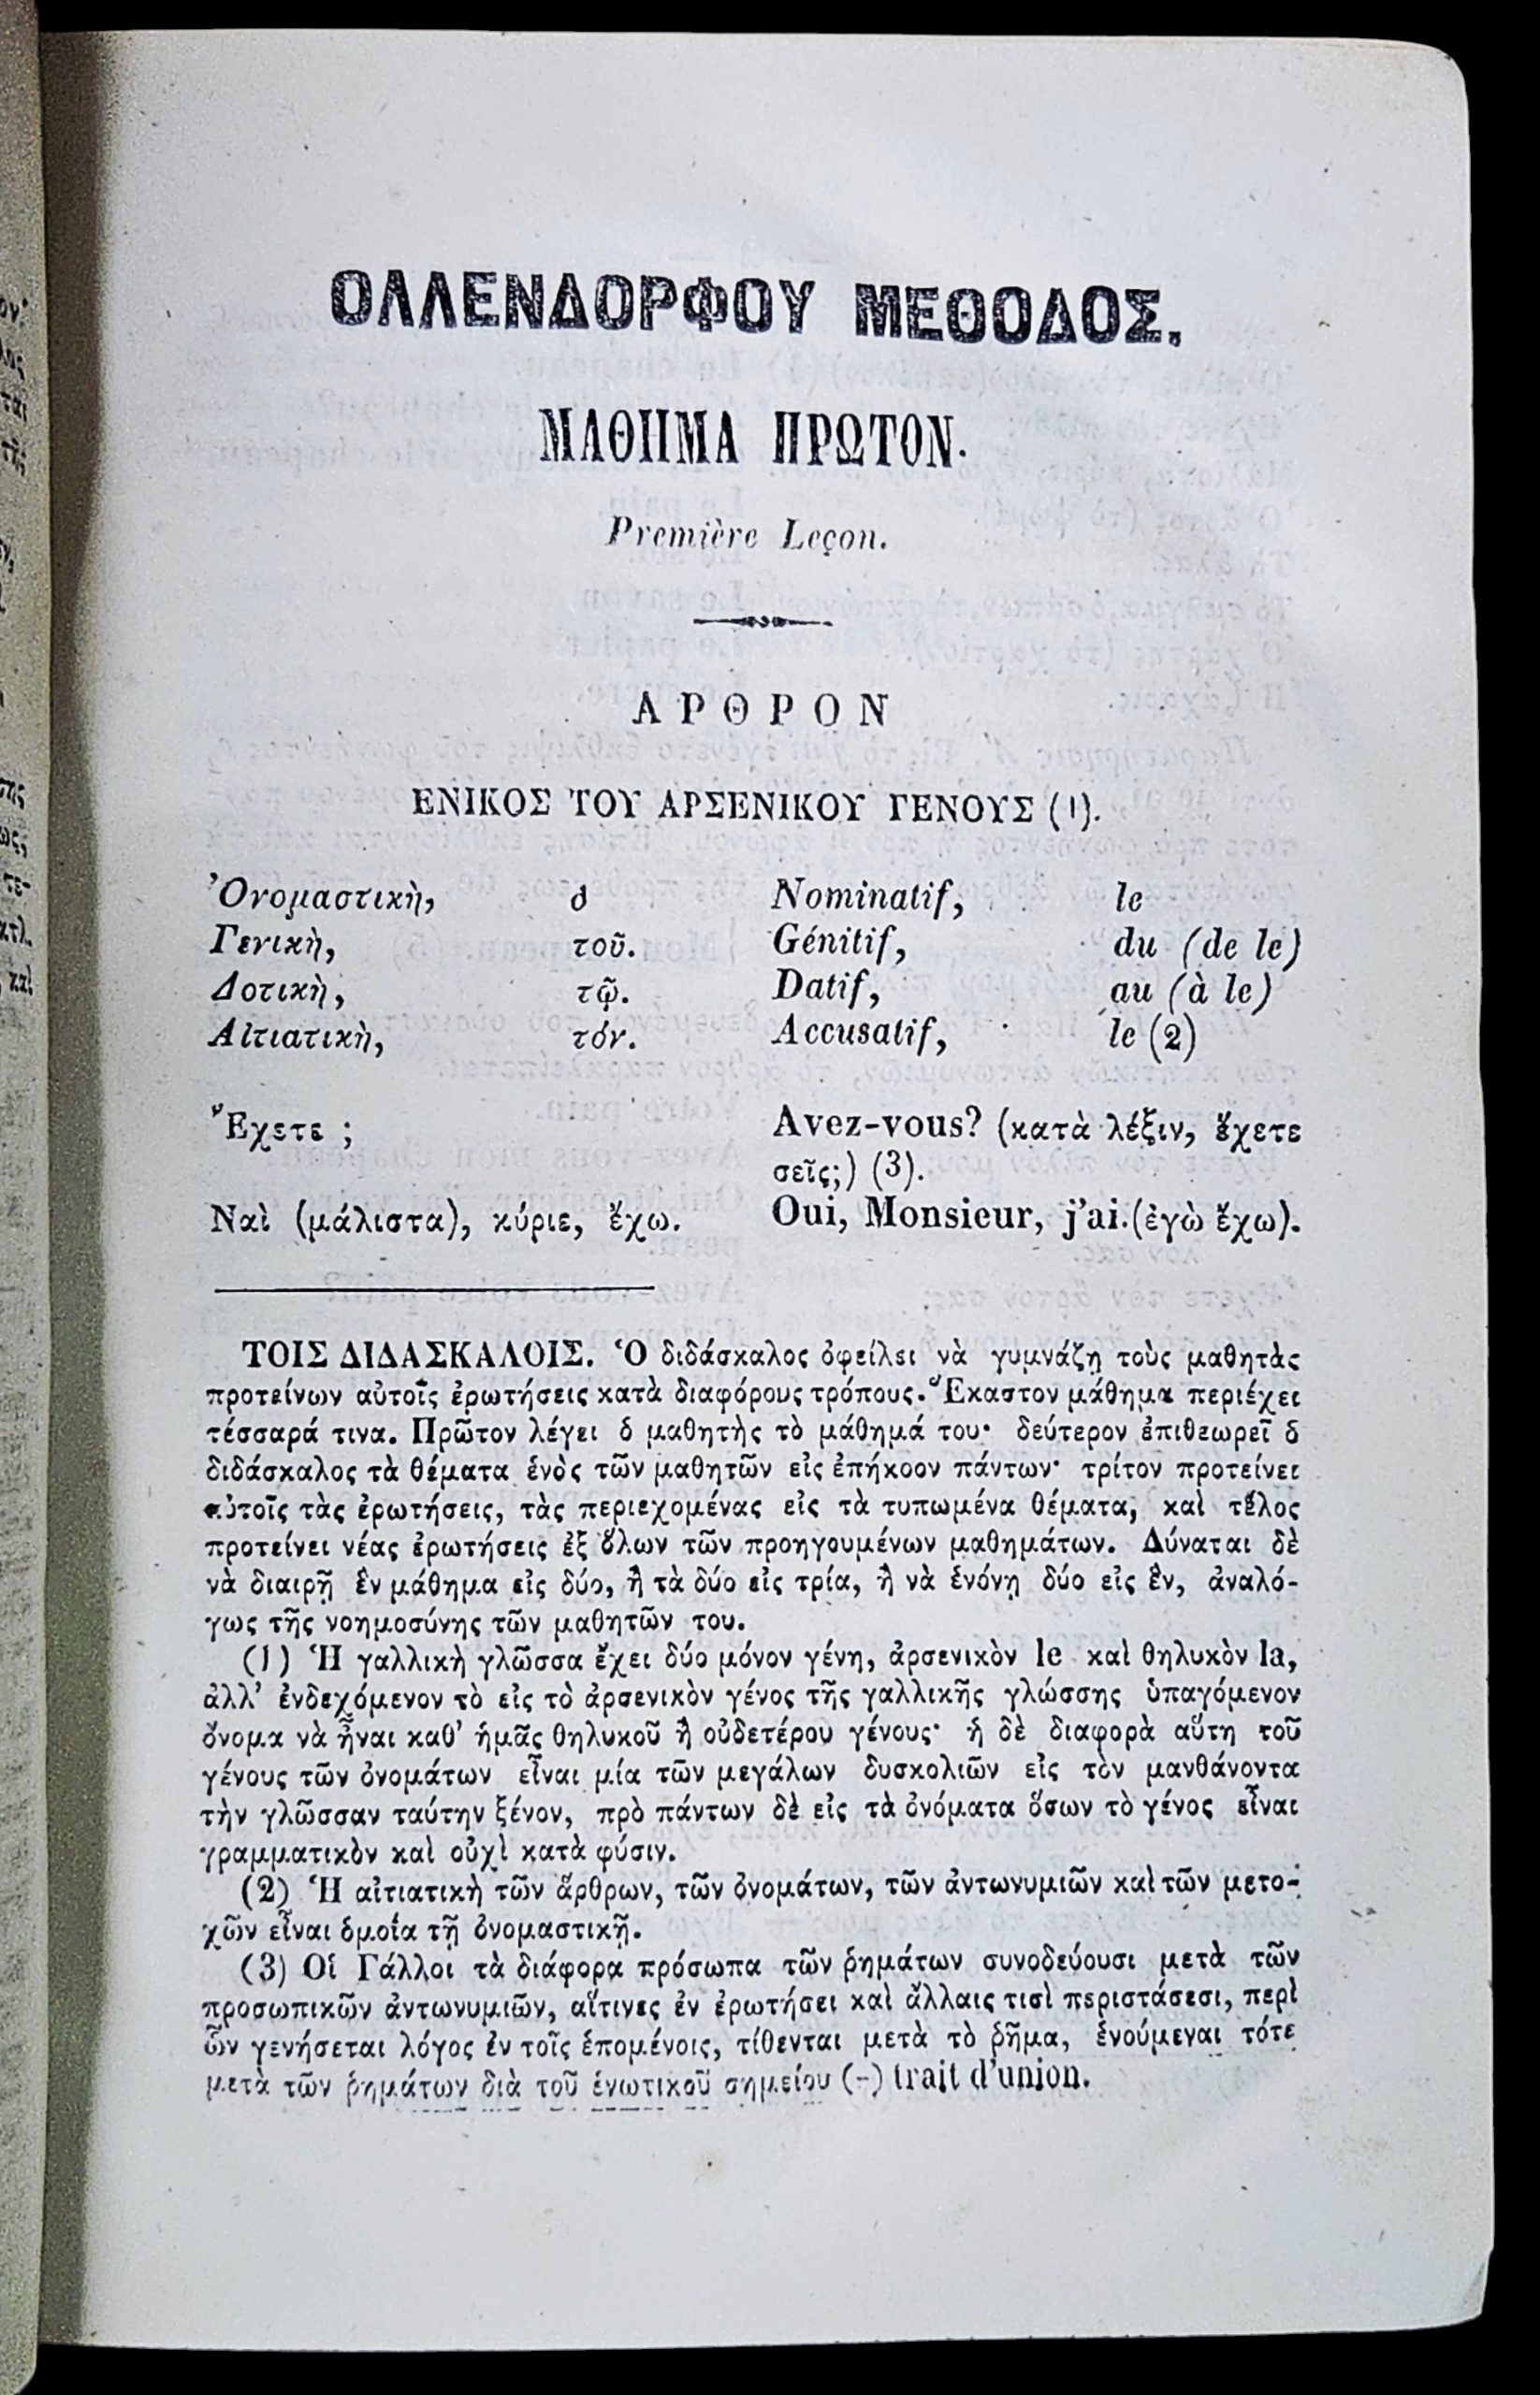 ΟΛΛΕΝΔΟΡΦΟΥ ΜΕΘΟΔΟΣ.
ΜΑΘΗΜΑ ΠΡΩΤΟΝ.
Première Leçon.
ΑΡΘΡΟΝ
ΕΝΙΚΟΣ ΤΟΥ ΑΡΣΕΝΙΚΟΥ ΓΕΝΟΥΣ (1).
Ὀνομαστικὴ, ὁ Nominatif, le
Γενικὴ, τοῦ. Génitif, du (de le)
Δοτικὴ, τῷ. Datif, au (à le)
Αἰτιατικὴ, τόν. Accusatif, le (2)
Ἔχετε ; Avez-vous? (κατὰ λέξιν, ἔχετε
σεῖς;) (3).
Ναὶ (μάλιστα), κύριε, ἔχω. Oui, Monsieur, j'ai.(ἐγὼ ἔχω).
ΤΟΙΣ ΔΙΔΑΣΚΑΛΟΙΣ. Ὁ διδάσκαλος ὀφείλει νὰ γυμνάζῃ τοὺς μαθητὰς
προτείνων αὐτοῖς ἐρωτήσεις κατὰ διαφόρους τρόπους. Ἕκαστον μάθημα περιέχει
τέσσαρά τινα. Πρῶτον λέγει ὁ μαθητὴς τὸ μάθημά του· δεύτερον ἐπιθεωρεῖ ὁ
διδάσκαλος τὰ θέματα ἑνὸς τῶν μαθητῶν εἰς ἐπήκοον πάντων· τρίτον προτείνει
αὐτοῖς τὰς ἐρωτήσεις, τὰς περιεχομένας εἰς τὰ τυπωμένα θέματα, καὶ τέλος
προτείνει νέας ἐρωτήσεις ἐξ ὅλων τῶν προηγουμένων μαθημάτων. Δύναται δὲ
νὰ διαιρῇ ἓν μάθημα εἰς δύο, ἢ τὰ δύο εἰς τρία, ἢ νὰ ἑνόνῃ δύο εἰς ἓν, ἀναλό-
γως τῆς νοημοσύνης τῶν μαθητῶν του.
(1) Ἡ γαλλικὴ γλῶσσα ἔχει δύο μόνον γένη, ἀρσενικὸν le καὶ θηλυκὸν la,
ἀλλ' ἐνδεχόμενον τὸ εἰς τὸ ἀρσενικὸν γένος τῆς γαλλικῆς γλώσσης ὑπαγόμενον
ὄνομα νὰ ἦναι καθ' ἡμᾶς θηλυκοῦ ἢ οὐδετέρου γένους· ἡ δὲ διαφορὰ αὕτη τοῦ
γένους τῶν ὀνομάτων εἶναι μία τῶν μεγάλων δυσκολιῶν εἰς τὸν μανθάνοντα
τὴν γλῶσσαν ταύτην ξένον, πρὸ πάντων δὲ εἰς τὰ ὀνόματα ὅσων τὸ γένος εἶναι
γραμματικὸν καὶ οὐχὶ κατὰ φύσιν.
(2) Ἡ αἰτιατικὴ τῶν ἄρθρων, τῶν ὀνομάτων, τῶν ἀντωνυμιῶν καὶ τῶν μετο-
χῶν εἶναι ὁμοία τῇ ὀνομαστικῇ.
(3) Οἱ Γάλλοι τὰ διάφορα πρόσωπα τῶν ῥημάτων συνοδεύουσι μετὰ τῶν
προσωπικῶν ἀντωνυμιῶν, αἵτινες ἐν ἐρωτήσει καὶ ἄλλαις τισὶ περιστάσεσι, περὶ
ὧν γενήσεται λόγος ἐν τοῖς ἑπομένοις, τίθενται μετὰ τὸ ῥῆμα, ἑνούμεναι τότε
μετὰ τῶν ῥημάτων διὰ τοῦ ἑνωτικοῦ σημείου (-) trait d'union.